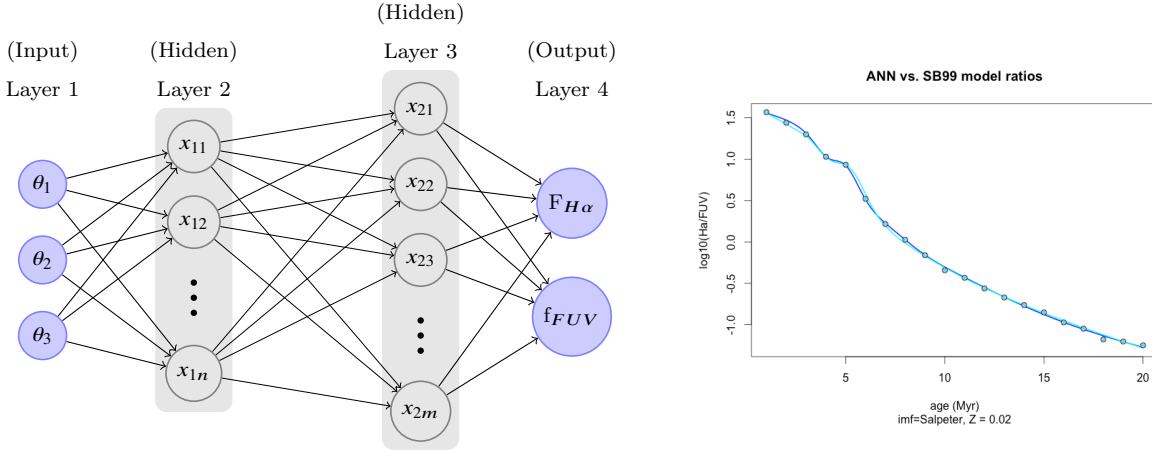 (Input)
Layer 1
(Hidden)
Layer 2
(Hidden)
Layer 3
(Output)
Layer 4
θ1
θ2
θ3
x11
x12
x1n
x21
x22
x23
x2m
FHα
fFUV
ANN vs. SB99 model ratios
log10(Ha/FUV)
1.5
1.0
0.5
0.0
-0.5
-1.0
5
10
15
20
age (Myr)
imf=Salpeter, Z = 0.02